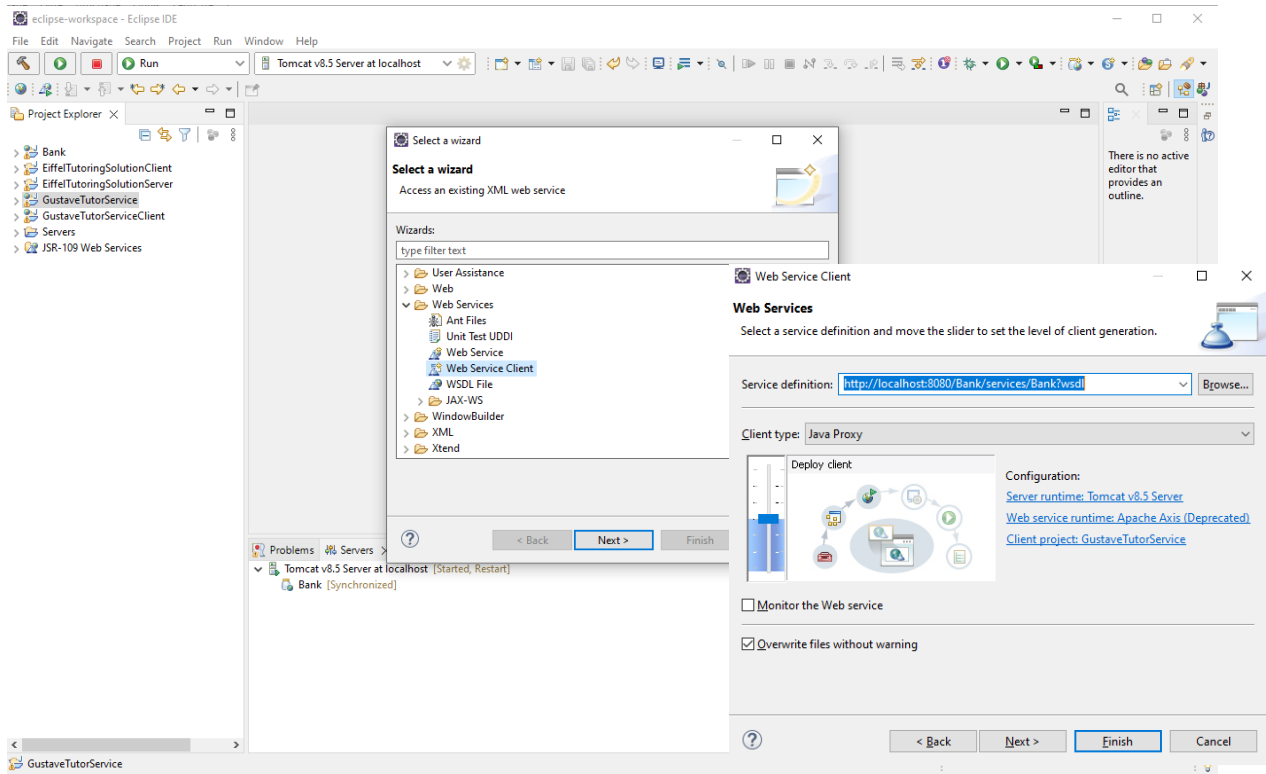 eclipse-workspace - Eclipse IDE
File Edit Navigate Search Project Run Window Help
Run
Tomcat v8.5 Server at localhost
Project Explorer
Bank
EiffelTutoringSolutionClient
EiffelTutoringSolutionServer
GustaveTutorService
GustaveTutorServiceClient
Servers
JSR-109 Web Services
There is no active
editor that
provides an
outline.
Select a wizard
Select a wizard
Access an existing XML web service
Wizards:
type filter text
User Assistance
Web
Web Services
Ant Files
Unit Test UDDI
Web Service
Web Service Client
WSDL File
JAX-WS
WindowBuilder
XML
Xtend
< Back
Next >
Finish
Web Service Client
Web Services
Select a service definition and move the slider to set the level of client generation.
Service definition: http://localhost:8080/Bank/services/Bank?wsdl Browse...
Client type: Java Proxy
Deploy client
Configuration:
Server runtime: Tomcat v8.5 Server
Web service runtime: Apache Axis (Deprecated)
Client project: GustaveTutorService
Monitor the Web service
Overwrite files without warning
< Back Next > Finish Cancel
Problems Servers
Tomcat v8.5 Server at localhost [Started, Restart]
Bank [Synchronized]
GustaveTutorService